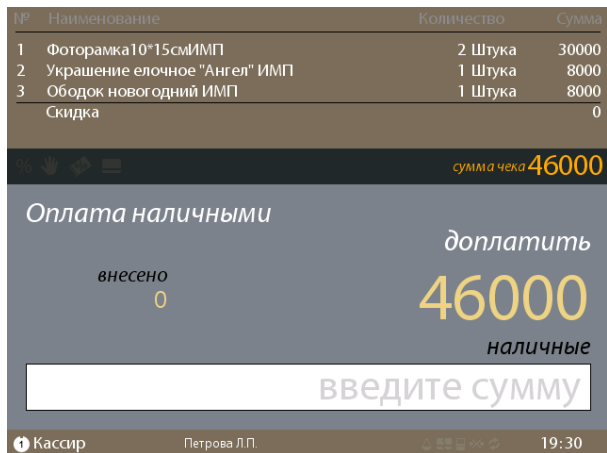 № Наименование Количество Сумма
1 Фоторамка10*15смИМП 2 Штука 30000
2 Украшение елочное "Ангел" ИМП 1 Штука 8000
3 Ободок новогодний ИМП 1 Штука 8000
Скидка 0
% сумма чека 46000
Оплата наличными
доплатить
внесено
0
46000
наличные
введите сумму
1 Кассир Петрова Л.П. 19:30